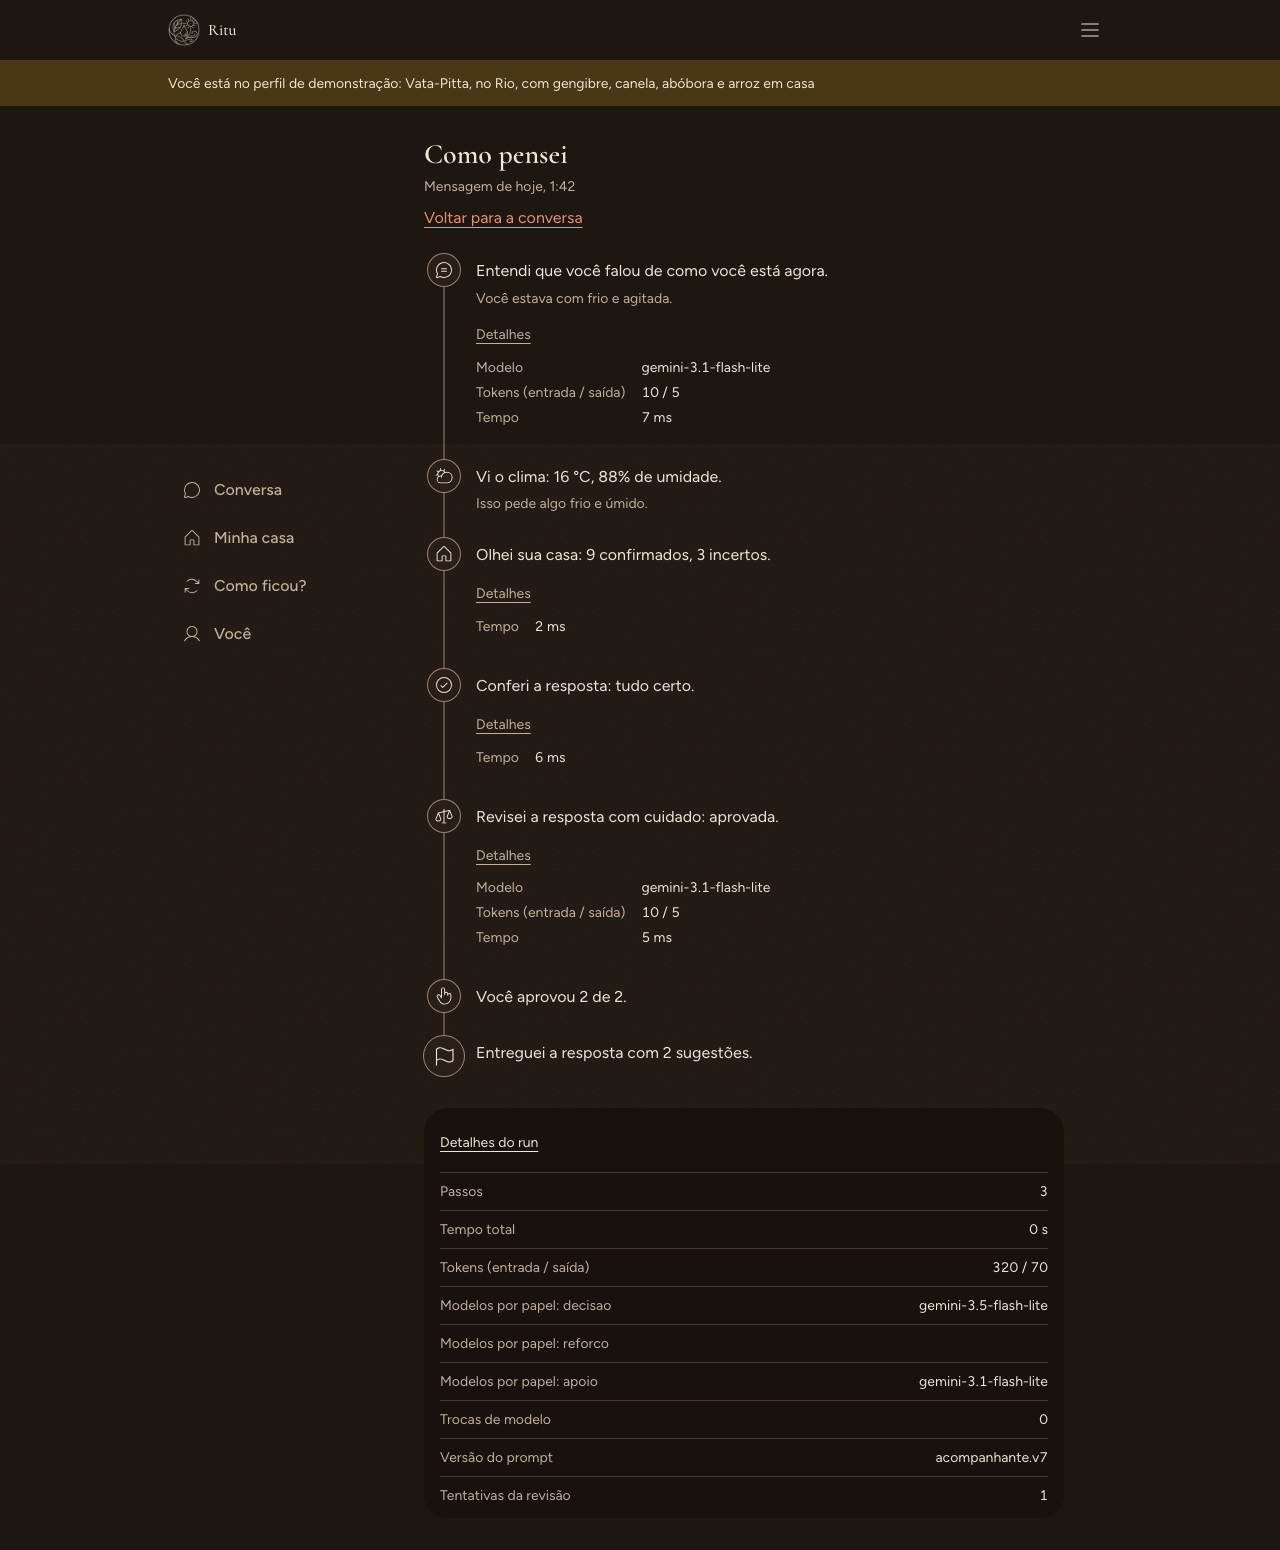 Ritu
Você está no perfil de demonstração: Vata-Pitta, no Rio, com gengibre, canela, abóbora e arroz em casa
Como pensei
Mensagem de hoje, 1:42
Voltar para a conversa
Entendi que você falou de como você está agora.
Você estava com frio e agitada.
Detalhes
Modelo gemini-3.1-flash-lite
Tokens (entrada / saída) 10 / 5
Tempo 7 ms
Vi o clima: 16 °C, 88% de umidade.
Isso pede algo frio e úmido.
Olhei sua casa: 9 confirmados, 3 incertos.
Detalhes
Tempo 2 ms
Conferi a resposta: tudo certo.
Detalhes
Tempo 6 ms
Revisei a resposta com cuidado: aprovada.
Detalhes
Modelo gemini-3.1-flash-lite
Tokens (entrada / saída) 10 / 5
Tempo 5 ms
Você aprovou 2 de 2.
Entreguei a resposta com 2 sugestões.
Conversa
Minha casa
Como ficou?
Você
Detalhes do run
Passos 3
Tempo total 0 s
Tokens (entrada / saída) 320 / 70
Modelos por papel: decisao gemini-3.5-flash-lite
Modelos por papel: reforco
Modelos por papel: apoio gemini-3.1-flash-lite
Trocas de modelo 0
Versão do prompt acompanhante.v7
Tentativas da revisão 1